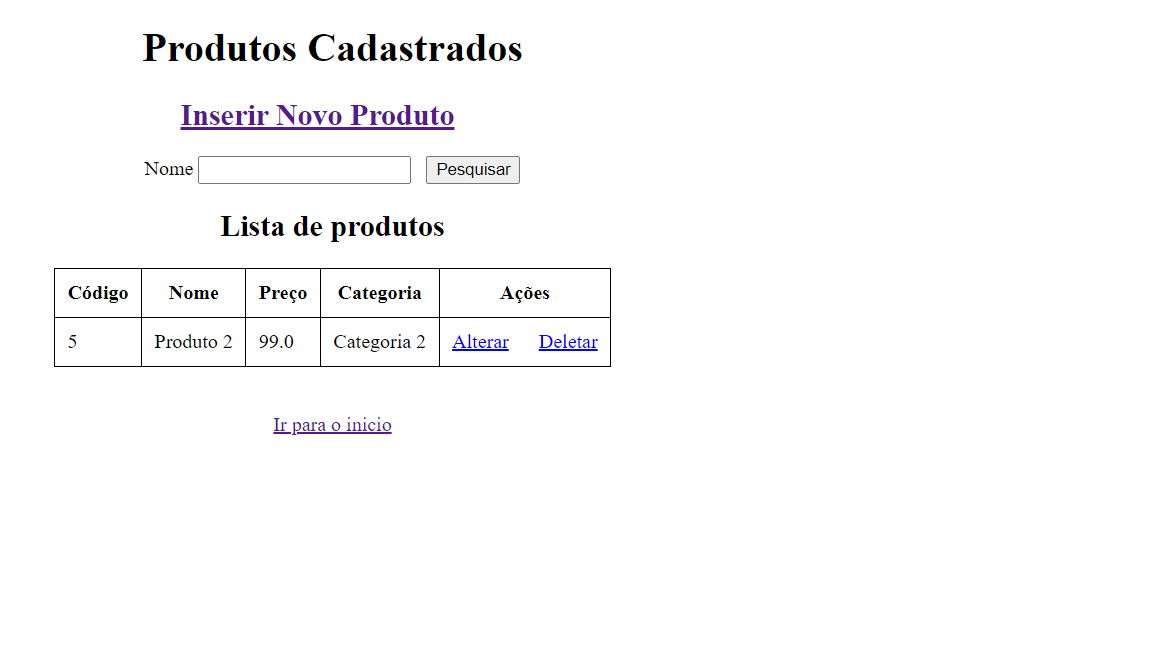 Produtos Cadastrados
Inserir Novo Produto
Nome Pesquisar
Lista de produtos
Código Nome Preço Categoria Ações
5 Produto 2 99.0 Categoria 2 Alterar Deletar
Ir para o inicio